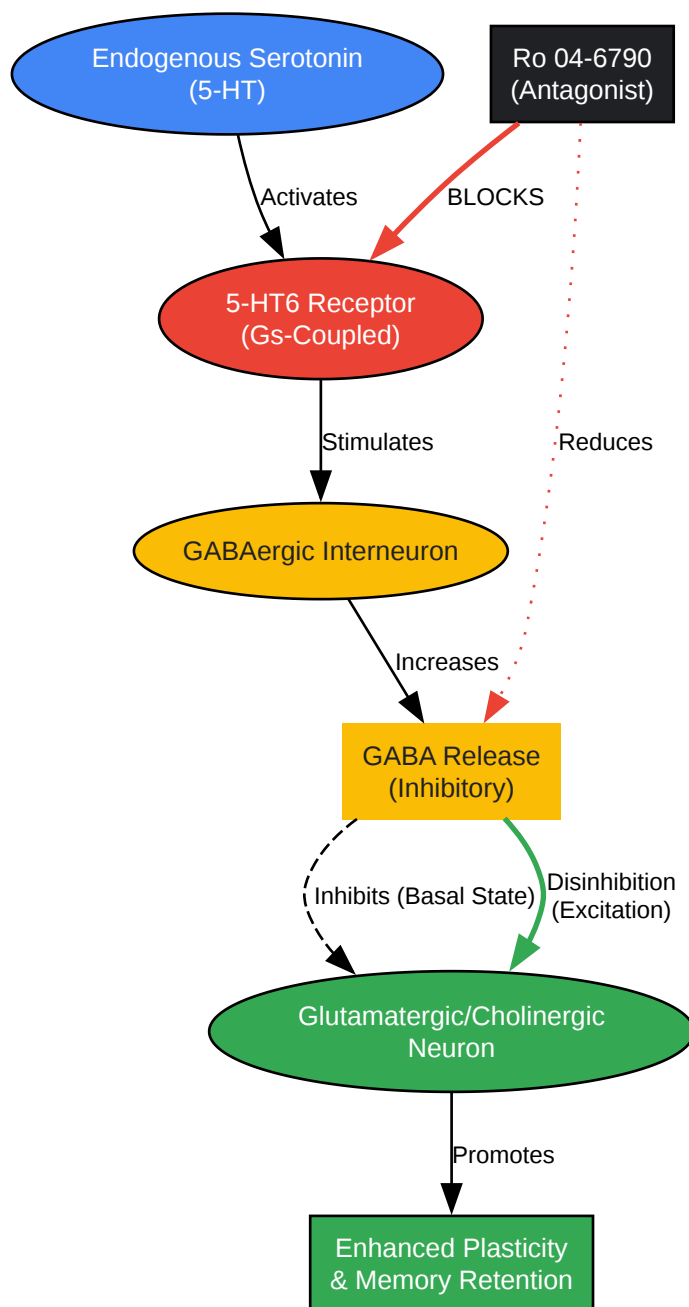 Endogenous Serotonin
(5-HT)
Ro 04-6790
(Antagonist)
Activates
BLOCKS
5-HT6 Receptor
(Gs-Coupled)
Stimulates
Reduces
GABAergic Interneuron
Increases
GABA Release
(Inhibitory)
Inhibits (Basal State)
Disinhibition
(Excitation)
Glutamatergic/Cholinergic
Neuron
Promotes
Enhanced Plasticity
& Memory Retention